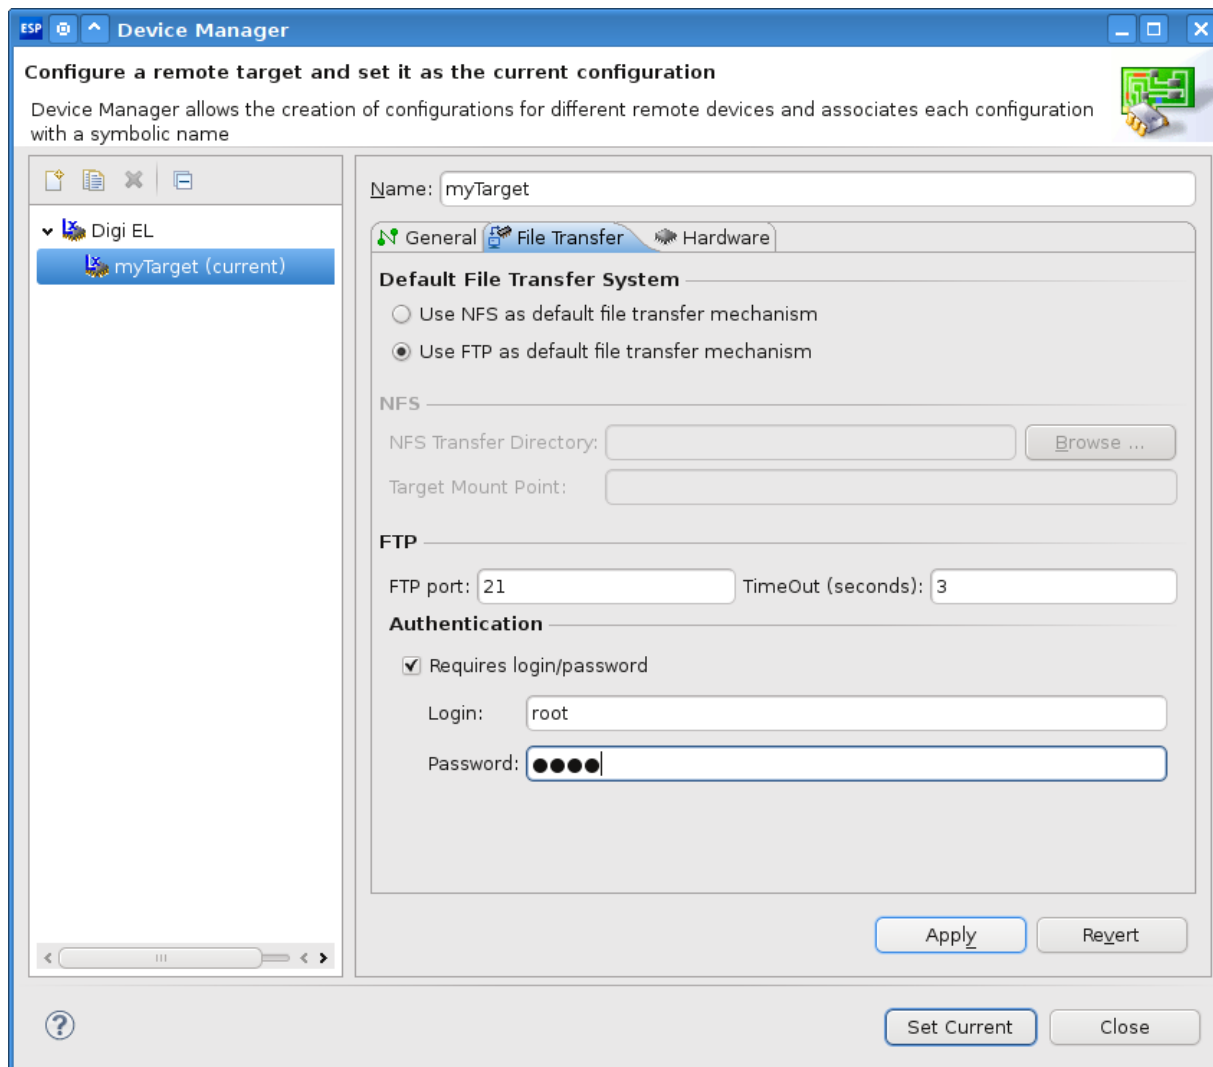 ESP Device Manager
Configure a remote target and set it as the current configuration
Device Manager allows the creation of configurations for different remote devices and associates each configuration
with a symbolic name
Name: myTarget
Digi EL
myTarget (current)
General File Transfer Hardware
Default File Transfer System
Use NFS as default file transfer mechanism
Use FTP as default file transfer mechanism
NFS
NFS Transfer Directory: Browse ...
Target Mount Point:
FTP
FTP port: 21 TimeOut (seconds): 3
Authentication
Requires login/password
Login: root
Password: ●●●●
Apply Revert
? Set Current Close